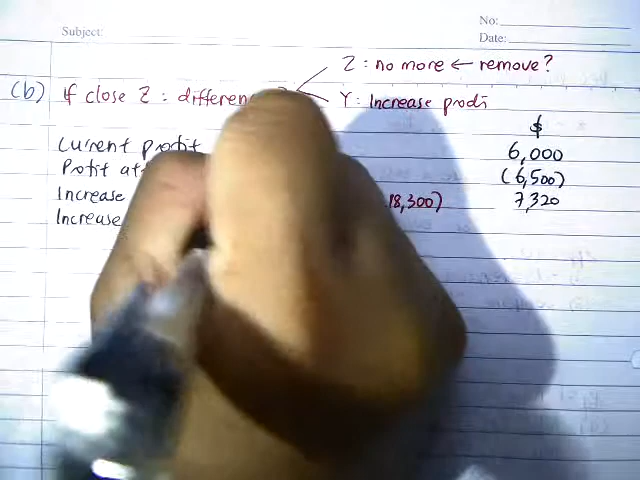 No:
Subject:
Date:
Z : no more ← remove?
(b) If close Z : differen
Y : Increase prodi
$
Current profit 6,000
Profit at (6,500)
Increase 18,300) 7,320
Increase